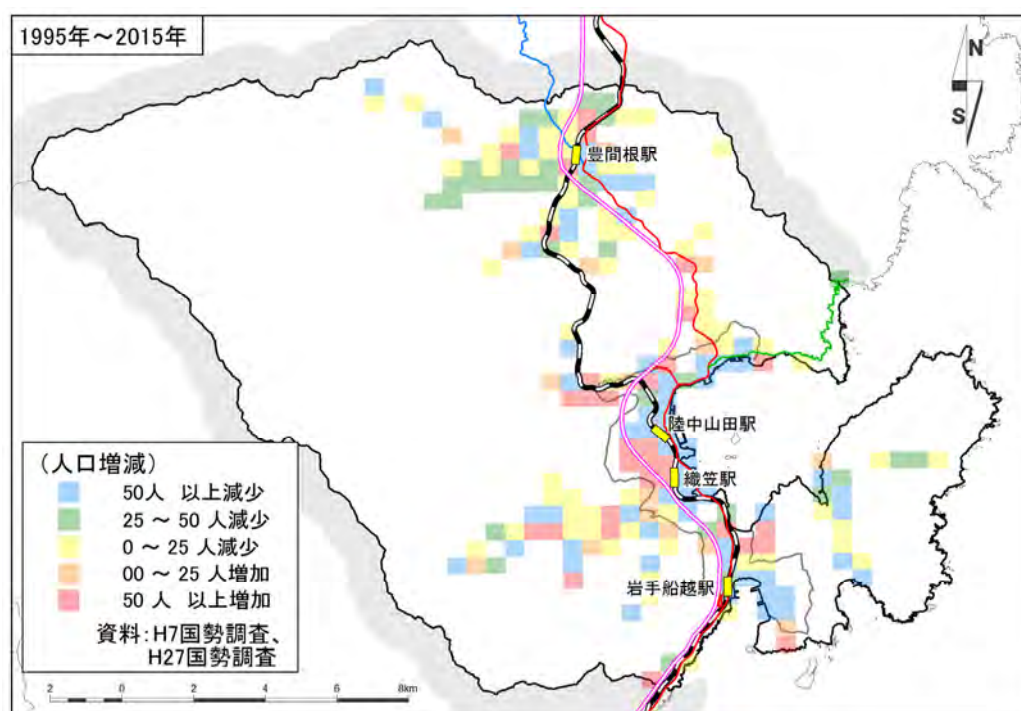 1995年～2015年
N
S
豊間根駅
陸中山田駅
織笠駅
岩手船越駅
（人口増減）
50人 以上減少
25 ～ 50 人減少
0 ～ 25 人減少
00 ～ 25 人増加
50 人 以上増加
資料：H7国勢調査、
H27国勢調査
2 0 2 4 6 8km